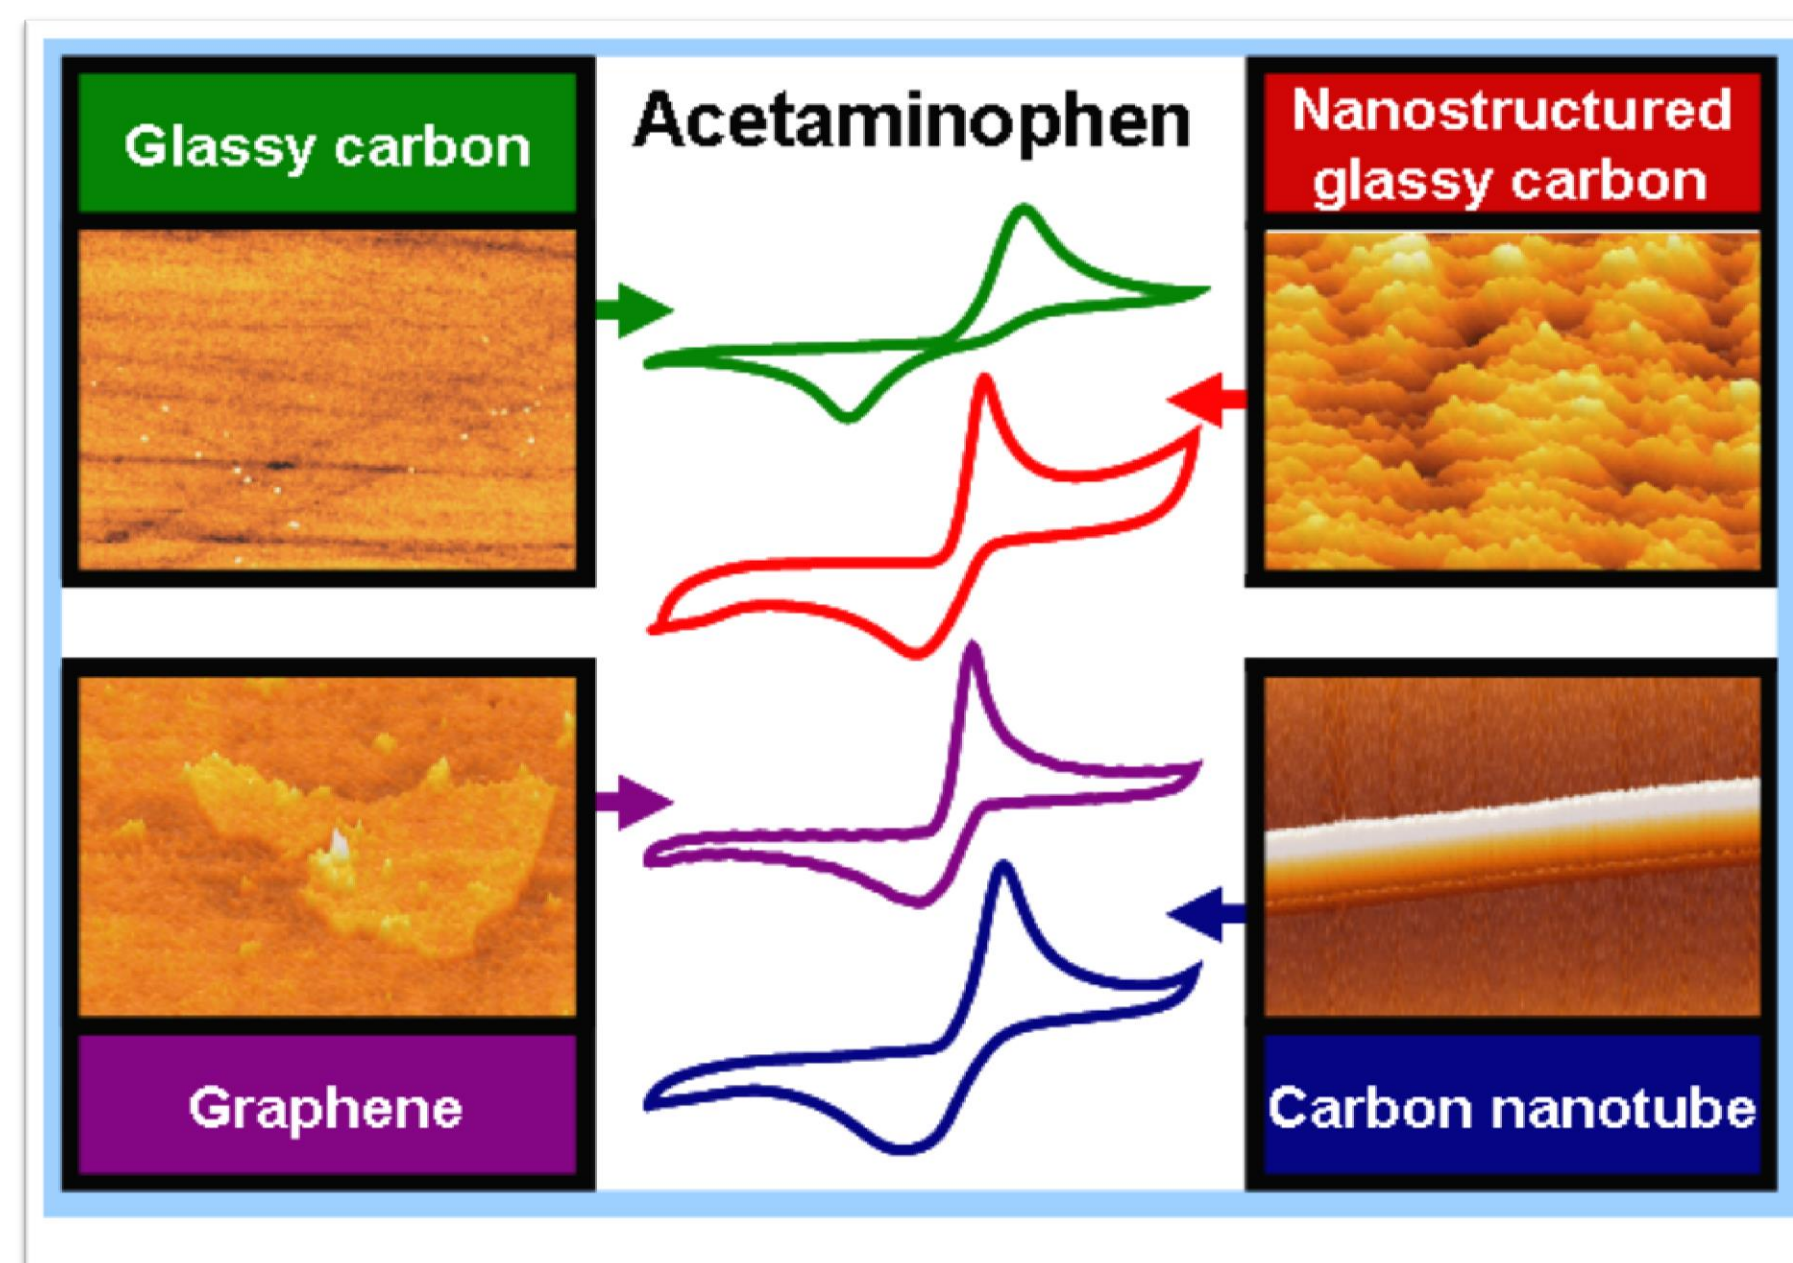 Glassy carbon
Acetaminophen
Nanostructured
glassy carbon
Graphene
Carbon nanotube